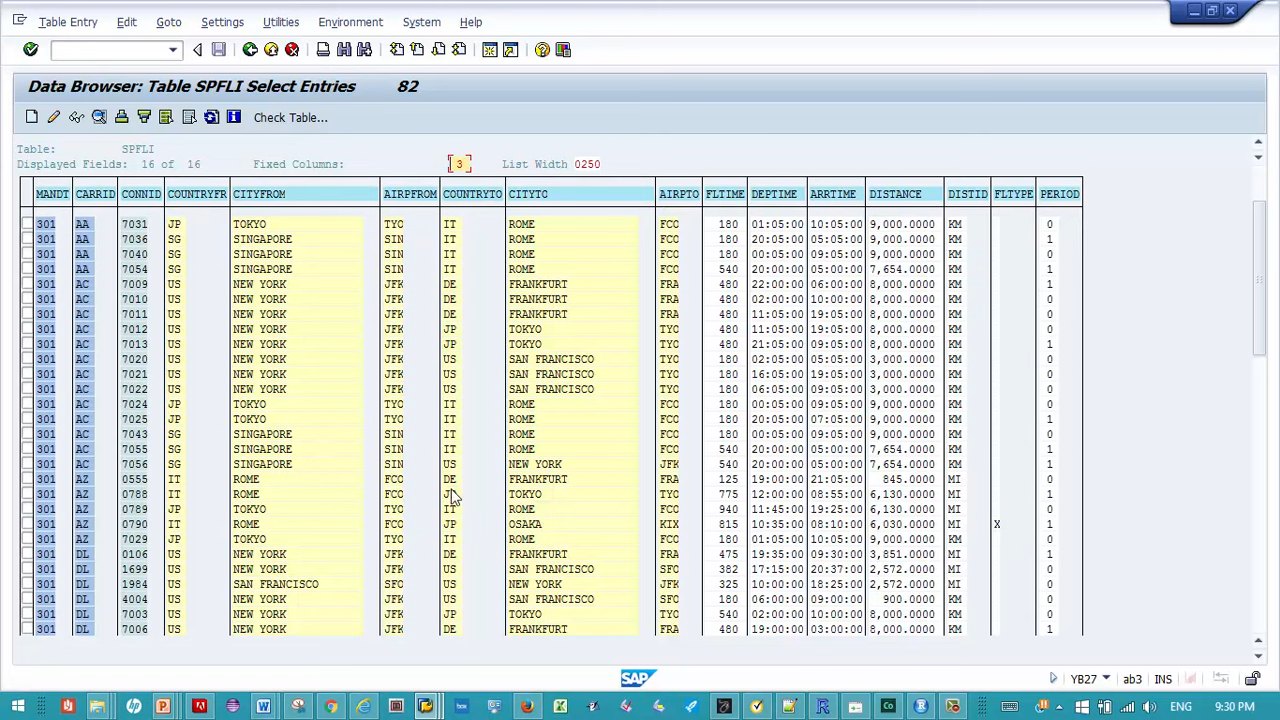 Table Entry Edit Goto Settings Utilities Environment System Help
Data Browser: Table SPFLI Select Entries 82
Check Table...
Table: SPFLI
Displayed Fields: 16 of 16 Fixed Columns: 3 List Width 0250
MANDT CARRID CONNID COUNTRYFR CITYFROM AIRPFROM COUNTRYTO CITYTO AIRPTO FLTIME DEPTIME ARRTIME DISTANCE DISTID FLTYPE PERIOD
301 AA 7031 JP TOKYO TYO IT ROME FCO 180 01:05:00 10:05:00 9,000.0000 KM 0
301 AA 7036 SG SINGAPORE SIN IT ROME FCO 180 20:05:00 05:05:00 9,000.0000 KM 1
301 AA 7040 SG SINGAPORE SIN IT ROME FCO 180 00:05:00 09:05:00 9,000.0000 KM 0
301 AA 7054 SG SINGAPORE SIN IT ROME FCO 540 20:00:00 05:00:00 7,654.0000 KM 1
301 AC 7009 US NEW YORK JFK DE FRANKFURT FRA 480 22:00:00 06:00:00 8,000.0000 KM 1
301 AC 7010 US NEW YORK JFK DE FRANKFURT FRA 480 02:00:00 10:00:00 8,000.0000 KM 0
301 AC 7011 US NEW YORK JFK DE FRANKFURT FRA 480 11:05:00 19:05:00 8,000.0000 KM 0
301 AC 7012 US NEW YORK JFK JP TOKYO TYO 480 11:05:00 19:05:00 8,000.0000 KM 0
301 AC 7013 US NEW YORK JFK JP TOKYO TYO 480 21:05:00 05:05:00 8,000.0000 KM 1
301 AC 7020 US NEW YORK JFK US SAN FRANCISCO SFO 180 02:05:00 05:05:00 3,000.0000 KM 0
301 AC 7021 US NEW YORK JFK US SAN FRANCISCO SFO 180 16:05:00 19:05:00 3,000.0000 KM 0
301 AC 7022 US NEW YORK JFK US SAN FRANCISCO SFO 180 06:05:00 09:05:00 3,000.0000 KM 0
301 AC 7024 JP TOKYO TYO IT ROME FCO 180 00:05:00 09:05:00 9,000.0000 KM 0
301 AC 7025 JP TOKYO TYO IT ROME FCO 180 20:05:00 07:05:00 9,000.0000 KM 1
301 AC 7043 SG SINGAPORE SIN IT ROME FCO 180 00:05:00 09:05:00 9,000.0000 KM 0
301 AC 7055 SG SINGAPORE SIN IT ROME FCO 540 20:00:00 05:05:00 7,654.0000 KM 1
301 AC 7056 SG SINGAPORE SIN US NEW YORK JFK 540 20:00:00 05:00:00 7,654.0000 KM 1
301 AZ 0555 IT ROME FCO DE FRANKFURT FRA 125 19:00:00 21:05:00 845.0000 MI 0
301 AZ 0788 IT ROME FCO TOKYO TYO 775 12:00:00 08:55:00 6,130.0000 MI 1
301 AZ 0789 JP TOKYO TYO IT ROME FCO 940 11:45:00 19:25:00 6,130.0000 MI 0
301 AZ 0790 IT ROME FCO JP OSAKA KIX 815 10:35:00 08:10:00 6,030.0000 MI X 1
301 AZ 7029 JP TOKYO TYO IT ROME FCO 180 01:05:00 10:05:00 9,000.0000 KM 0
301 DL 0106 US NEW YORK JFK DE FRANKFURT FRA 475 19:35:00 09:30:00 3,851.0000 MI 1
301 DL 1699 US NEW YORK JFK US SAN FRANCISCO SFO 382 17:15:00 20:37:00 2,572.0000 MI 0
301 DL 1984 US SAN FRANCISCO SFO US NEW YORK JFK 325 10:00:00 18:25:00 2,572.0000 MI 0
301 DL 4004 US NEW YORK JFK US SAN FRANCISCO SFO 180 06:00:00 09:00:00 900.0000 MI 0
301 DL 7003 US NEW YORK JFK JP TOKYO TYO 540 02:00:00 10:00:00 8,000.0000 KM 0
301 DL 7006 US NEW YORK JFK DE FRANKFURT FRA 480 19:00:00 03:00:00 8,000.0000 KM 1
SAP
YB27 ab3 INS
ENG 9:30 PM